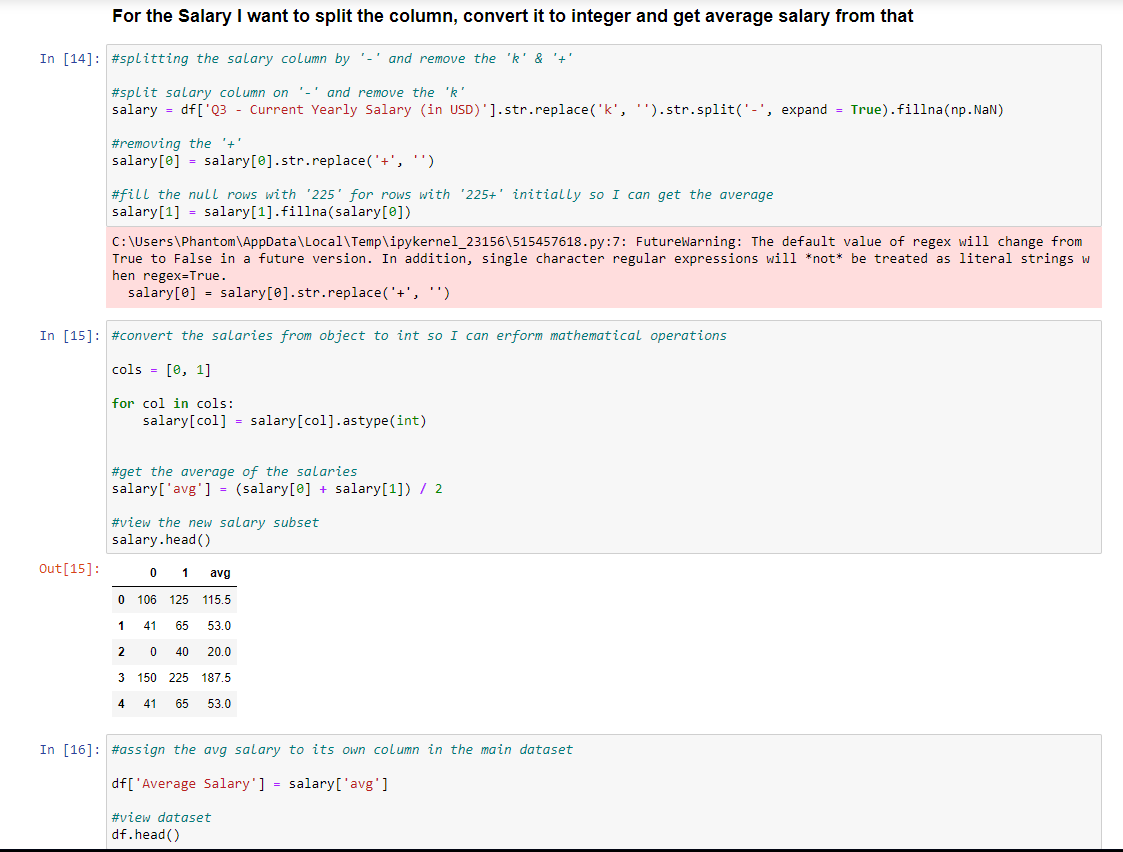 For the Salary I want to split the column, convert it to integer and get average salary from that
In [14]: #splitting the salary column by '-' and remove the 'k' & '+'
#split salary column on '-' and remove the 'k'
salary = df['Q3 - Current Yearly Salary (in USD)'].str.replace('k', '').str.split('-', expand = True).fillna(np.NaN)
#removing the '+'
salary[0] = salary[0].str.replace('+', '')
#fill the null rows with '225' for rows with '225+' initially so I can get the average
salary[1] = salary[1].fillna(salary[0])
C:\Users\Phantom\AppData\Local\Temp\ipykernel_23156\515457618.py:7: FutureWarning: The default value of regex will change from
True to False in a future version. In addition, single character regular expressions will *not* be treated as literal strings w
hen regex=True.
salary[0] = salary[0].str.replace('+', '')
In [15]: #convert the salaries from object to int so I can erform mathematical operations
cols = [0, 1]
for col in cols:
salary[col] = salary[col].astype(int)
#get the average of the salaries
salary['avg'] = (salary[0] + salary[1]) / 2
#view the new salary subset
salary.head()
Out[15]:
0 1 avg
0 106 125 115.5
1 41 65 53.0
2 0 40 20.0
3 150 225 187.5
4 41 65 53.0
In [16]: #assign the avg salary to its own column in the main dataset
df['Average Salary'] = salary['avg']
#view dataset
df.head()